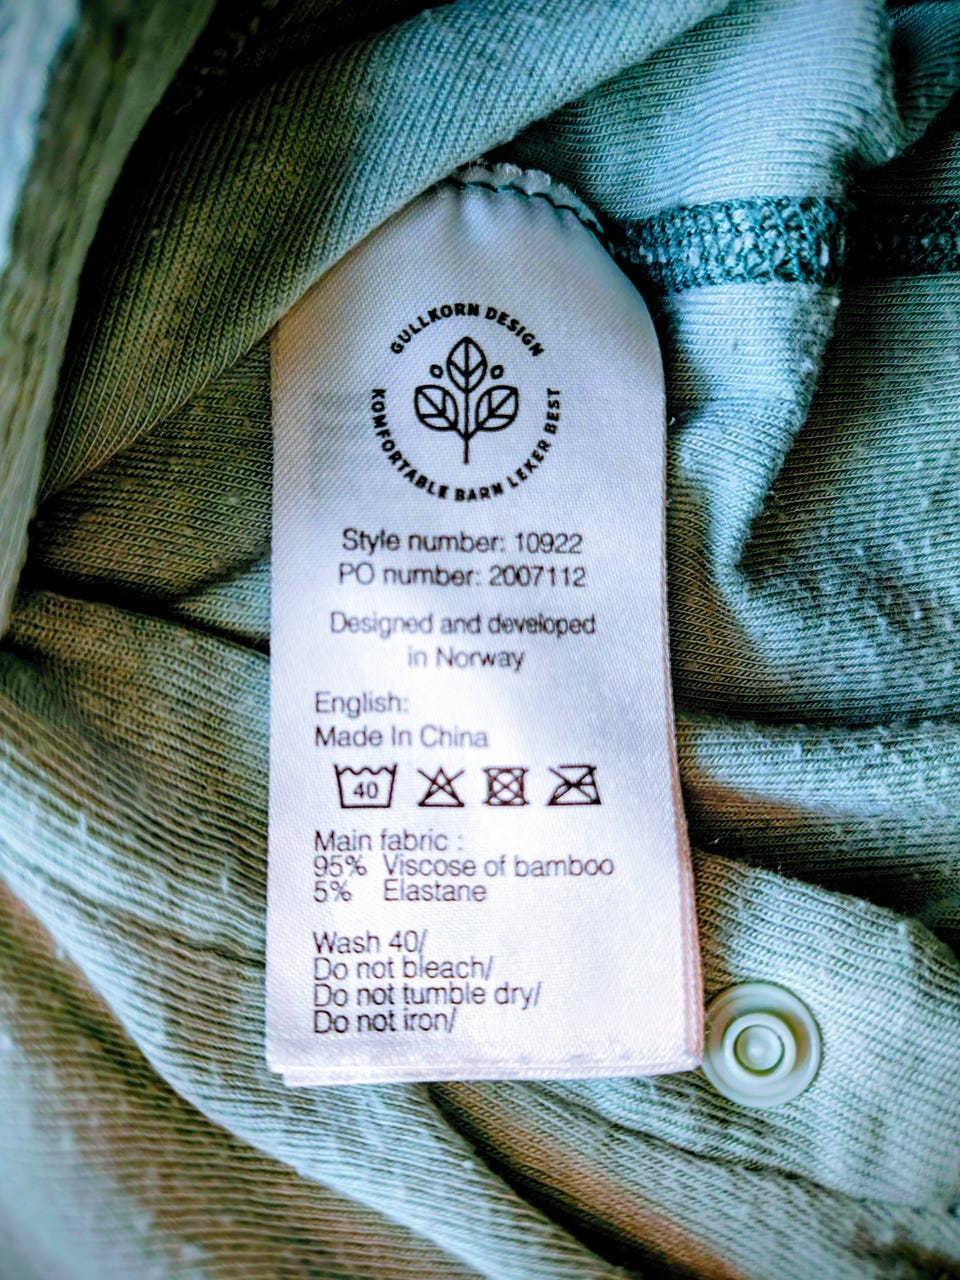 GULLKORN DESIGN
KOMFORTABLE BARN LEKER BEST
Style number: 10922
PO number: 2007112
Designed and developed
in Norway
English:
Made In China
40
Main fabric :
95% Viscose of bamboo
5% Elastane
Wash 40/
Do not bleach/
Do not tumble dry/
Do not iron/